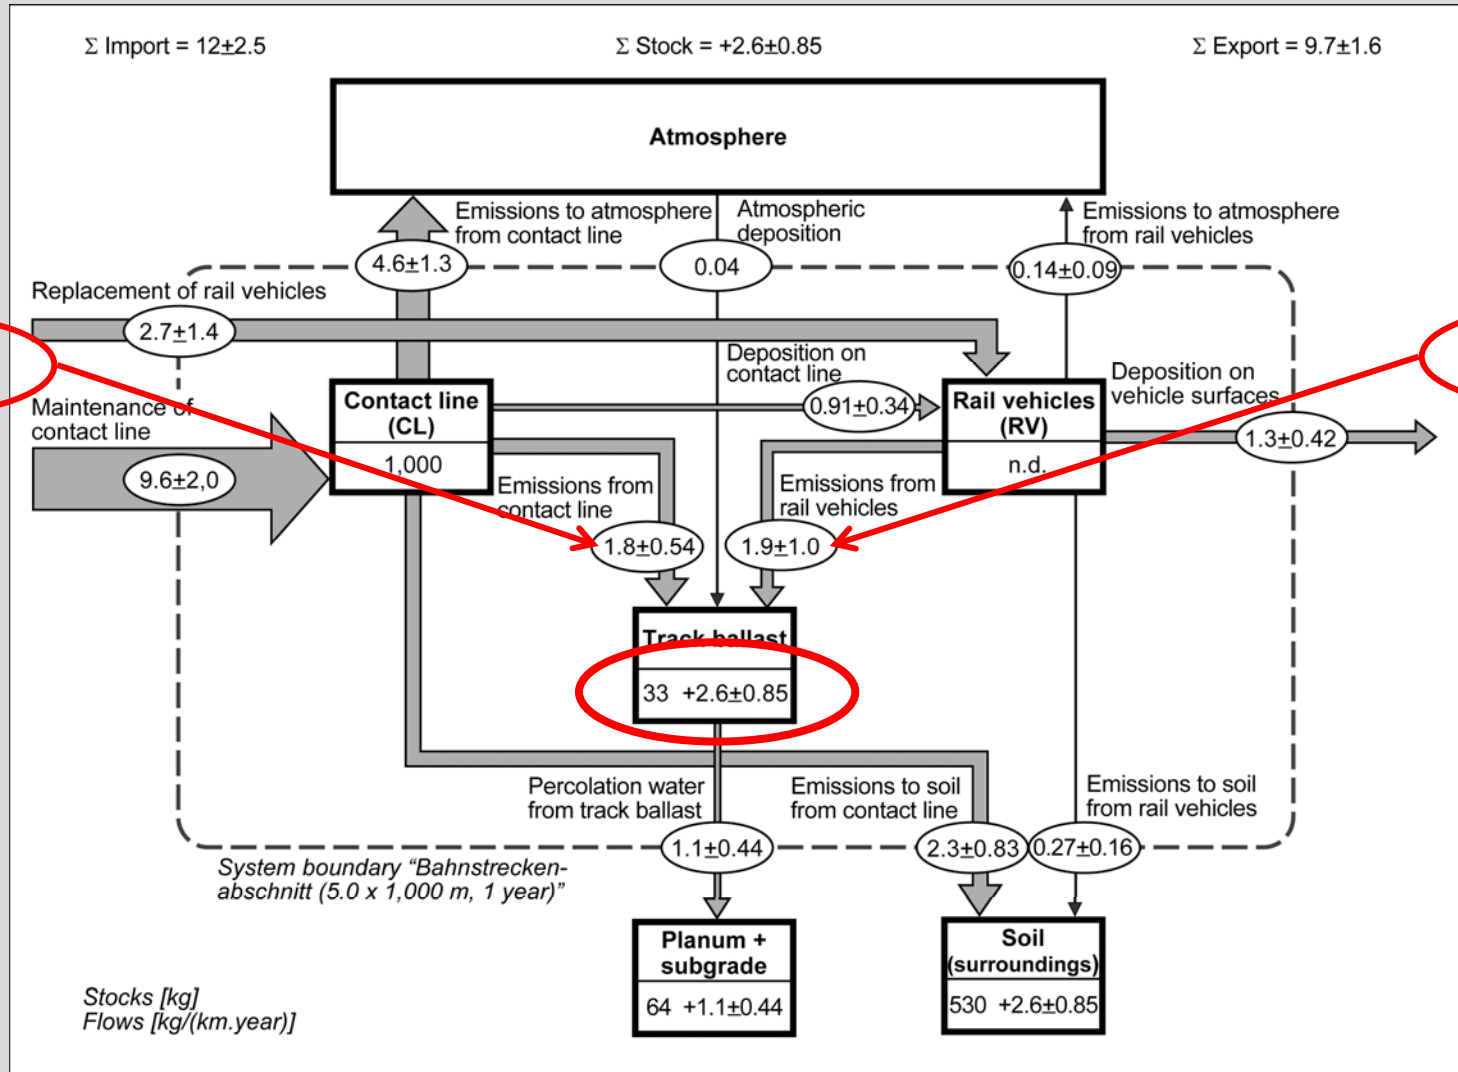 Σ Import = 12±2.5
Σ Stock = +2.6±0.85
Σ Export = 9.7±1.6
Atmosphere
Emissions to atmosphere
from contact line
Atmospheric
deposition
Emissions to atmosphere
from rail vehicles
4.6±1.3
0.04
0.14±0.09
Replacement of rail vehicles
2.7±1.4
Deposition on
contact line
Deposition on
vehicle surfaces
Maintenance of
contact line
Contact line
(CL)
1,000
0.91±0.34
Rail vehicles
(RV)
n.d.
1.3±0.42
9.6±2,0
Emissions from
contact line
Emissions from
rail vehicles
1.8±0.54
1.9±1.0
Track ballast
33 +2.6±0.85
Percolation water
from track ballast
Emissions to soil
from contact line
Emissions to soil
from rail vehicles
1.1±0.44
2.3±0.83
0.27±0.16
System boundary “Bahnstrecken-
abschnitt (5.0 x 1,000 m, 1 year)”
Planum +
subgrade
64 +1.1±0.44
Soil
(surroundings)
530 +2.6±0.85
Stocks [kg]
Flows [kg/(km.year)]